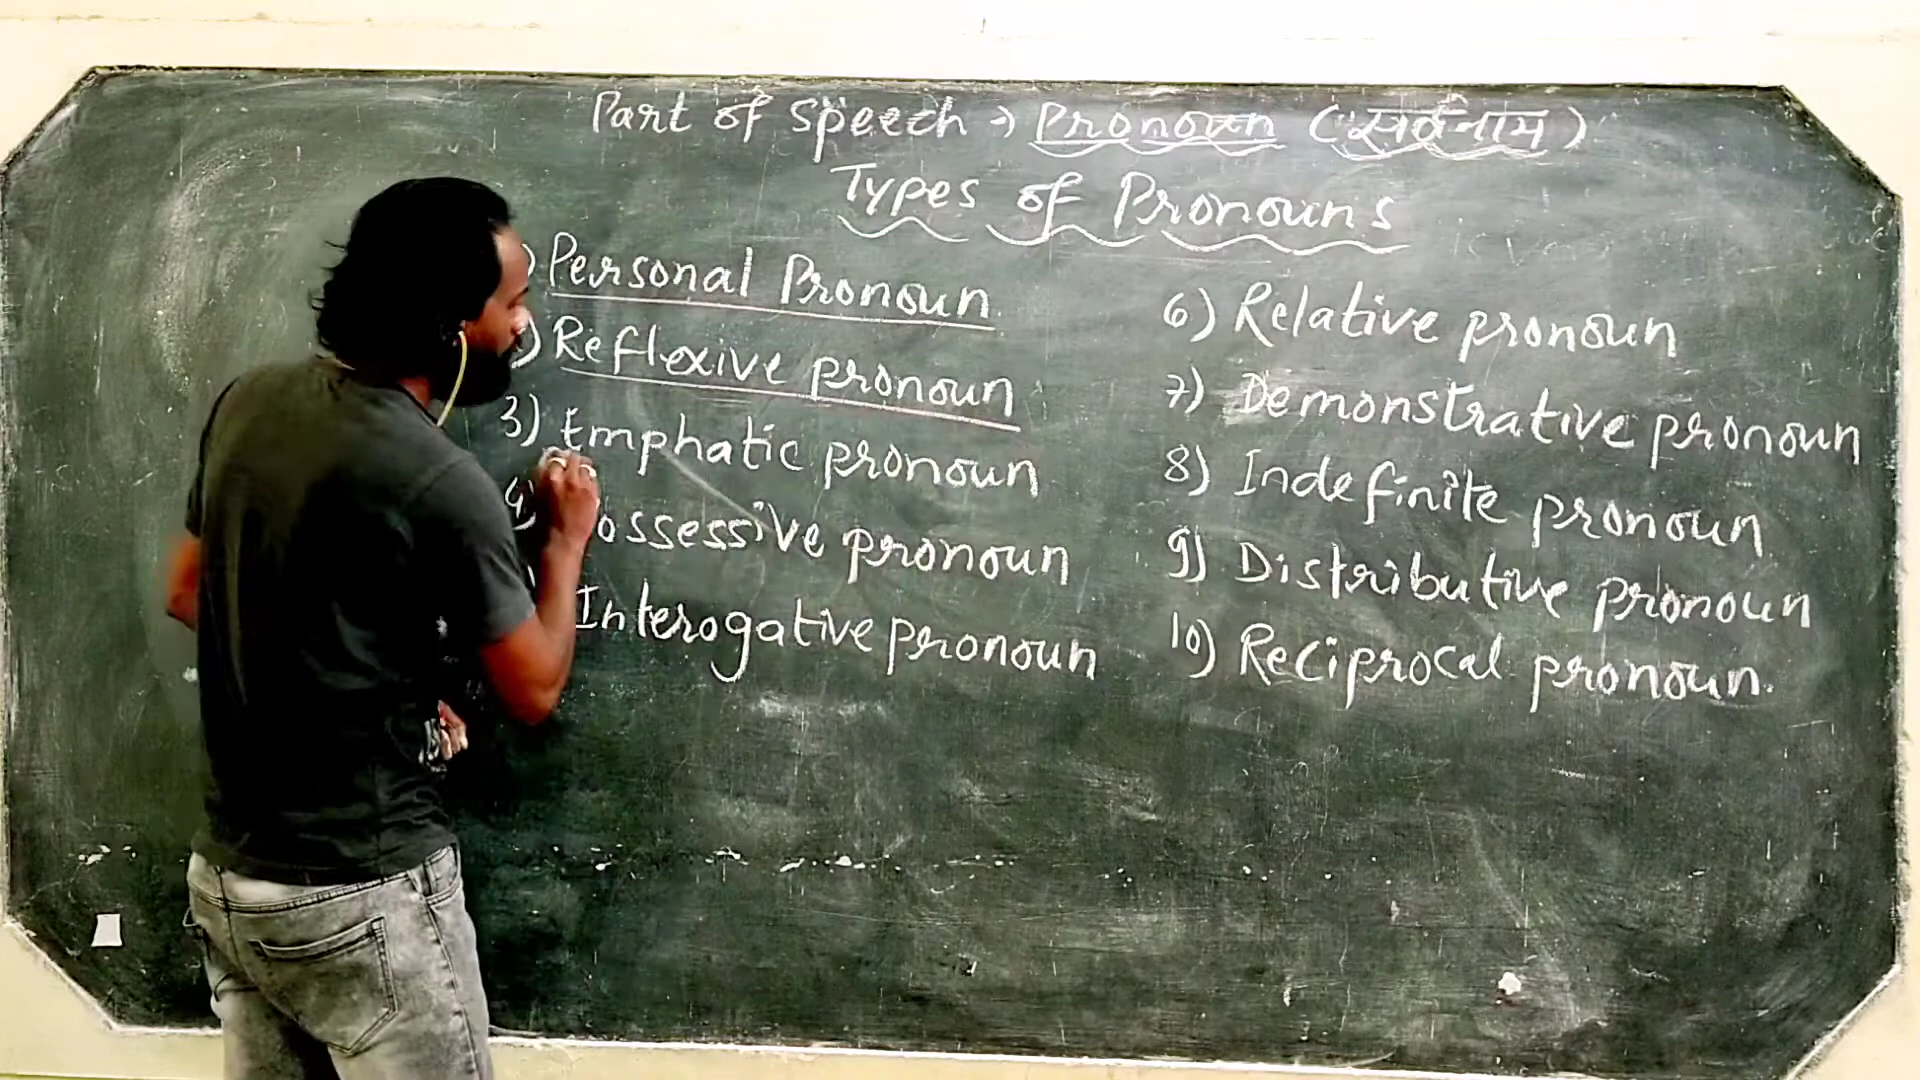 Part of Speech → Pronoun (सर्वनाम)
Types of Pronouns
) Personal Pronoun.
) Reflexive pronoun
3) Emphatic pronoun
4) ossessive pronoun
Interogative pronoun
6) Relative pronoun
7) Demonstrative pronoun
8) Indefinite pronoun
9) Distributive pronoun
10) Reciprocal pronoun.